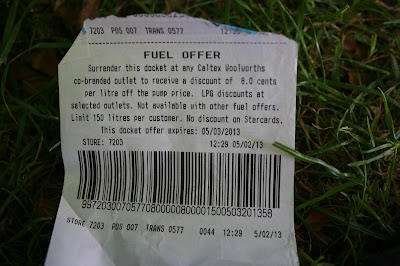 7203 POS 007 TRANS 0577
FUEL OFFER
Surrender this docket at any Caltex Woolworths
co-branded outlet to receive a discount of 8.0 cents
per litre off the pump price. LPG discounts at
selected outlets. Not available with other fuel offers.
Limit 150 litres per customer. No discount on Starcards.
This docket offer expires: 05/03/2013
STORE: 7203 12:29 05/02/13
9972030070577080000080001500503201358
STORE 7203 POS 007 TRANS 0577 0044 12:29 5/02/13